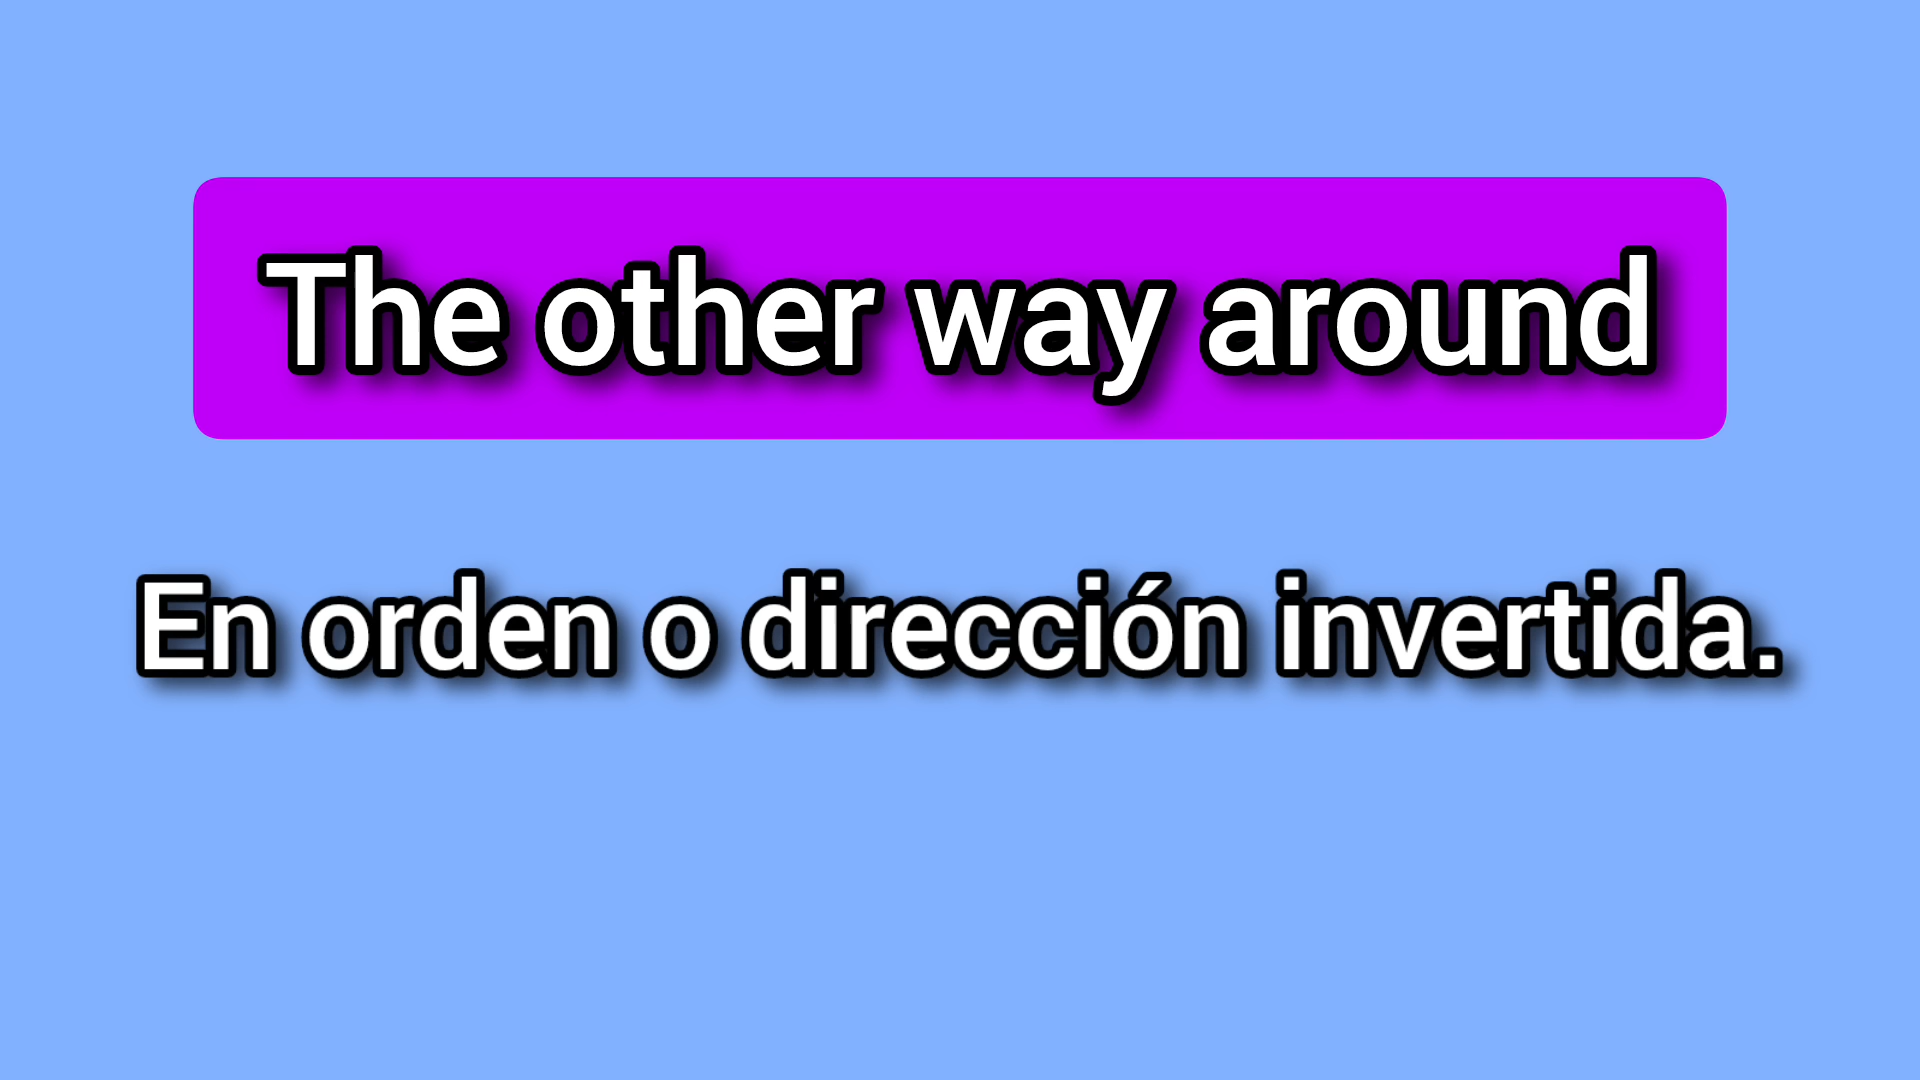 The other way around
En orden o dirección invertida.